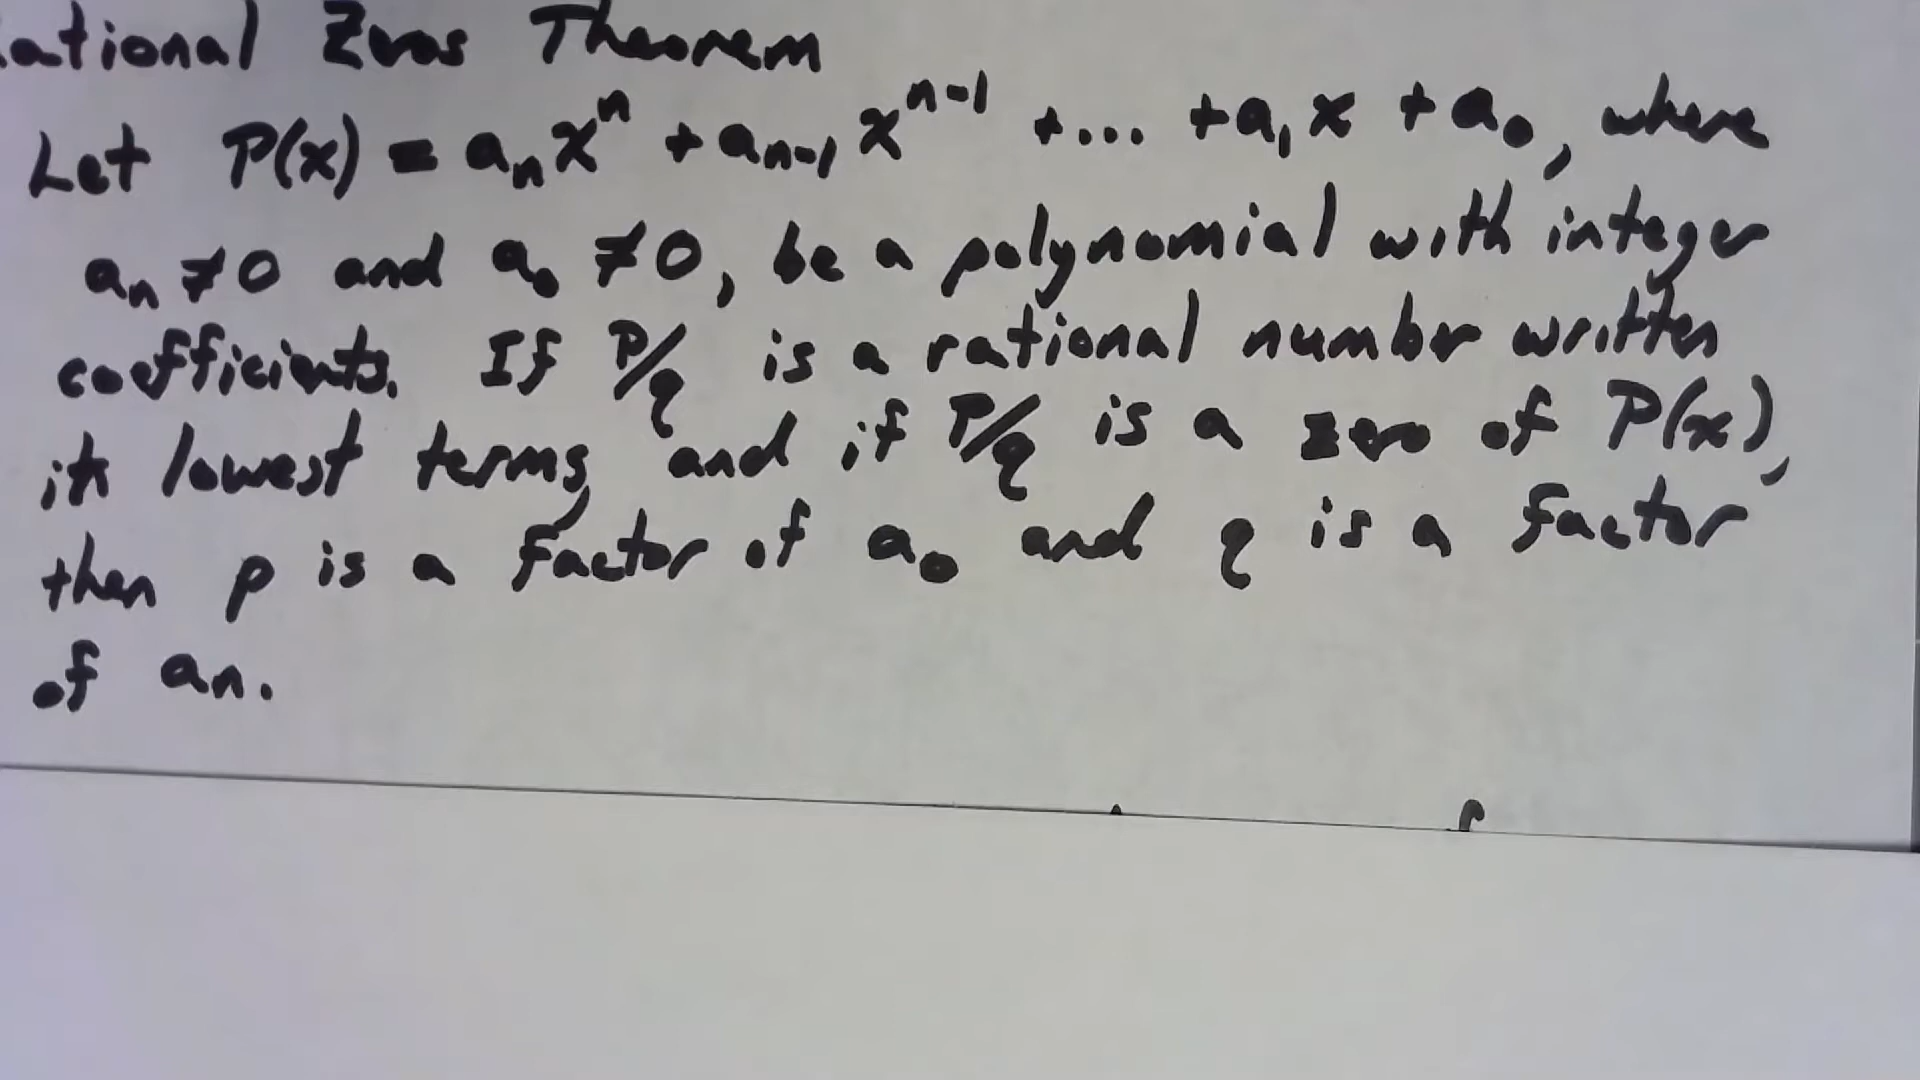 ational Zeros Theorem
Let P(x) = aₙxⁿ + aₙ₋₁xⁿ⁻¹ + ... + a₁x + a₀, where
aₙ ≠ 0 and a₀ ≠ 0, be a polynomial with integer
coefficients. If P/q is a rational number written
its lowest terms, and if P/q is a zero of P(x),
then p is a factor of a₀ and q is a factor
of an.